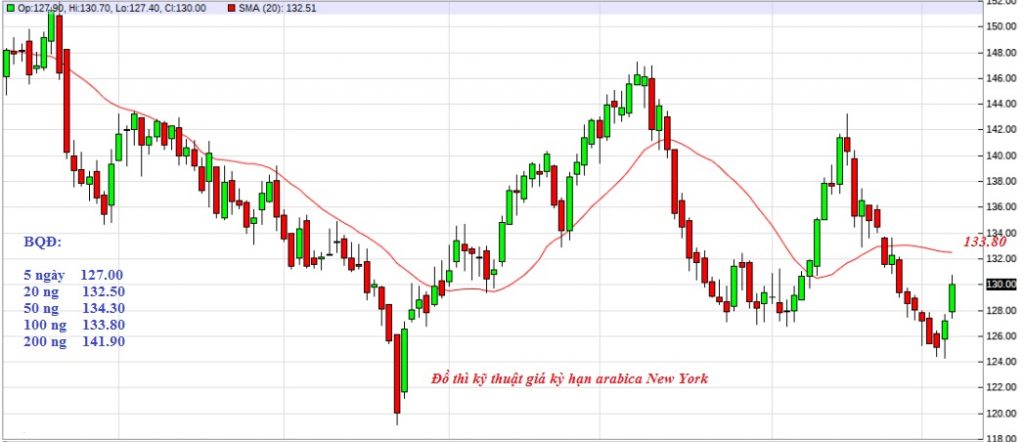 Op:127.90, Hi:130.70, Lo:127.40, Cl:130.00 SMA (20): 132.51
152.00
150.00
148.00
146.00
144.00
142.00
140.00
138.00
136.00
134.00
133.80
132.00
130.00
128.00
126.00
124.00
122.00
120.00
118.00
BQĐ:
5 ngày 127.00
20 ng 132.50
50 ng 134.30
100 ng 133.80
200 ng 141.90
Đồ thì kỹ thuật giá kỳ hạn arabica New York